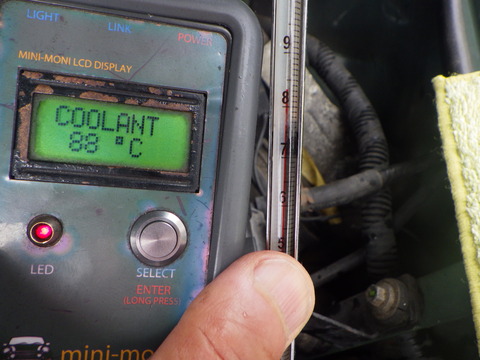 LIGHT
LINK
POWER
MINI-MONI LCD DISPLAY
COOLANT
88 °C
LED
SELECT
ENTER
(LONG PRESS)
mini-mo
9
8
7